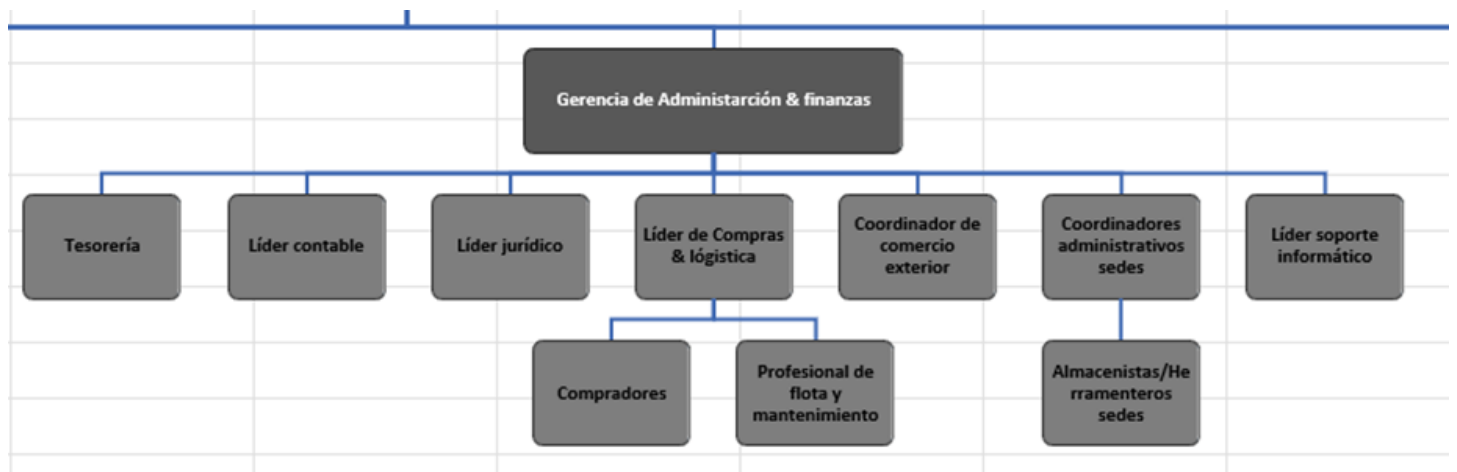 Gerencia de Administarción & finanzas
Tesorería
Líder contable
Líder jurídico
Líder de Compras
& lógistica
Coordinador de
comercio
exterior
Coordinadores
administrativos
sedes
Líder soporte
informático
Compradores
Profesional de
flota y
mantenimiento
Almacenistas/He
rramenteros
sedes